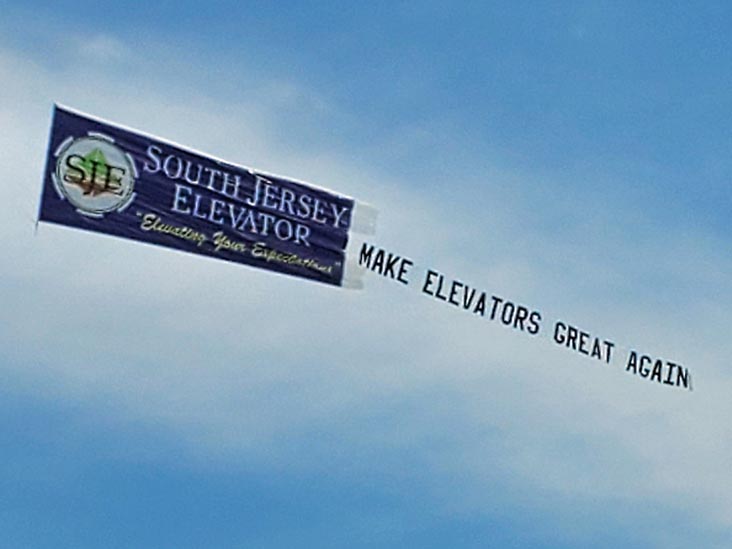 SJE
SOUTH JERSEY
ELEVATOR
"Elevating Your Expectations"
MAKE ELEVATORS GREAT AGAIN